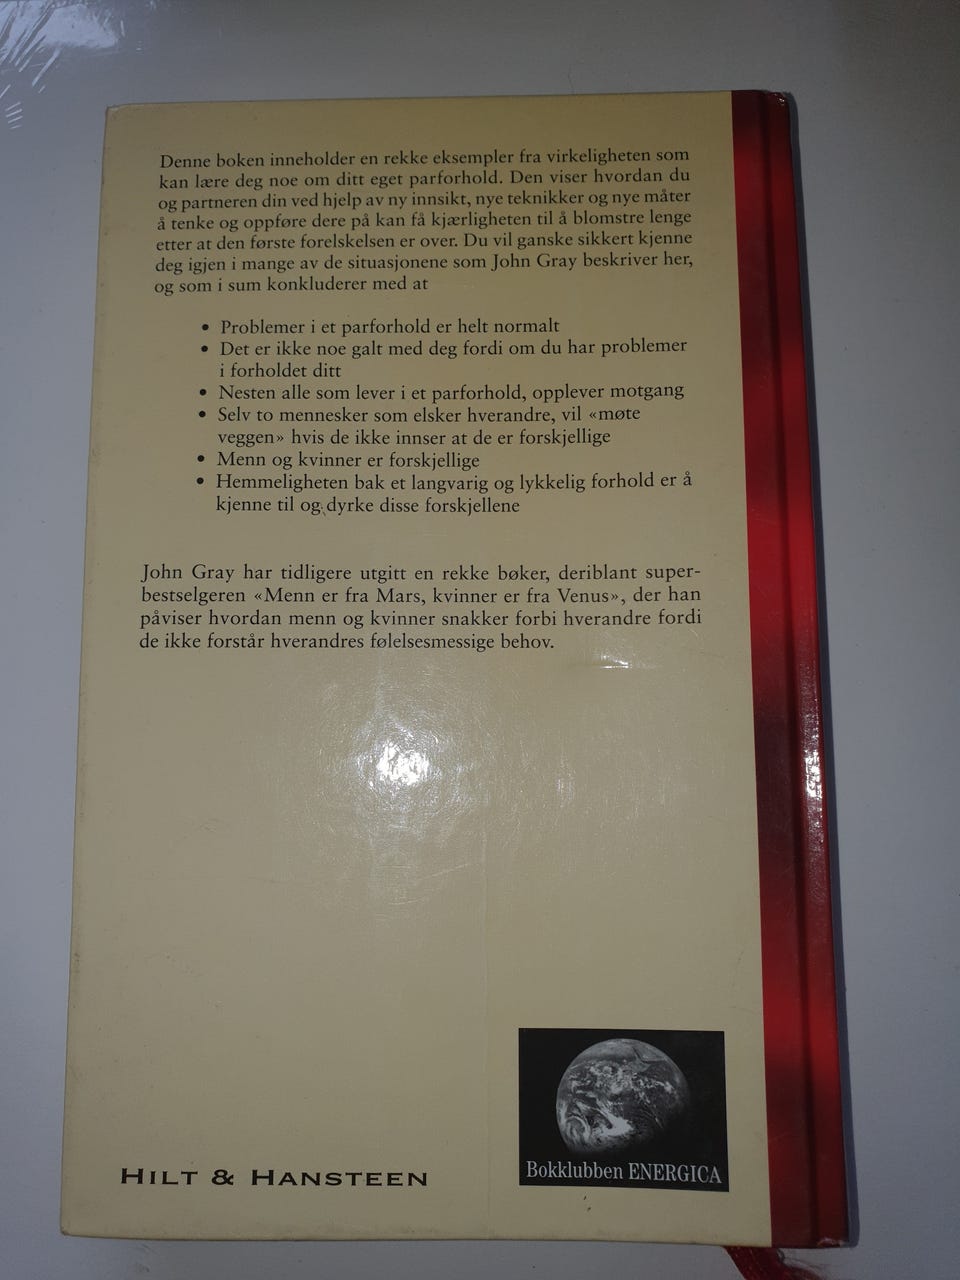 Denne boken inneholder en rekke eksempler fra virkeligheten som
kan lære deg noe om ditt eget parforhold. Den viser hvordan du
og partneren din ved hjelp av ny innsikt, nye teknikker og nye måter
å tenke og oppføre dere på kan få kjærligheten til å blomstre lenge
etter at den første forelskelsen er over. Du vil ganske sikkert kjenne
deg igjen i mange av de situasjonene som John Gray beskriver her,
og som i sum konkluderer med at
• Problemer i et parforhold er helt normalt
• Det er ikke noe galt med deg fordi om du har problemer
i forholdet ditt
• Nesten alle som lever i et parforhold, opplever motgang
• Selv to mennesker som elsker hverandre, vil «møte
veggen» hvis de ikke innser at de er forskjellige
• Menn og kvinner er forskjellige
• Hemmeligheten bak et langvarig og lykkelig forhold er å
kjenne til og dyrke disse forskjellene
John Gray har tidligere utgitt en rekke bøker, deriblant super-
bestselgeren «Menn er fra Mars, kvinner er fra Venus», der han
påviser hvordan menn og kvinner snakker forbi hverandre fordi
de ikke forstår hverandres følelsesmessige behov.
HILT & HANSTEEN
Bokklubben ENERGICA